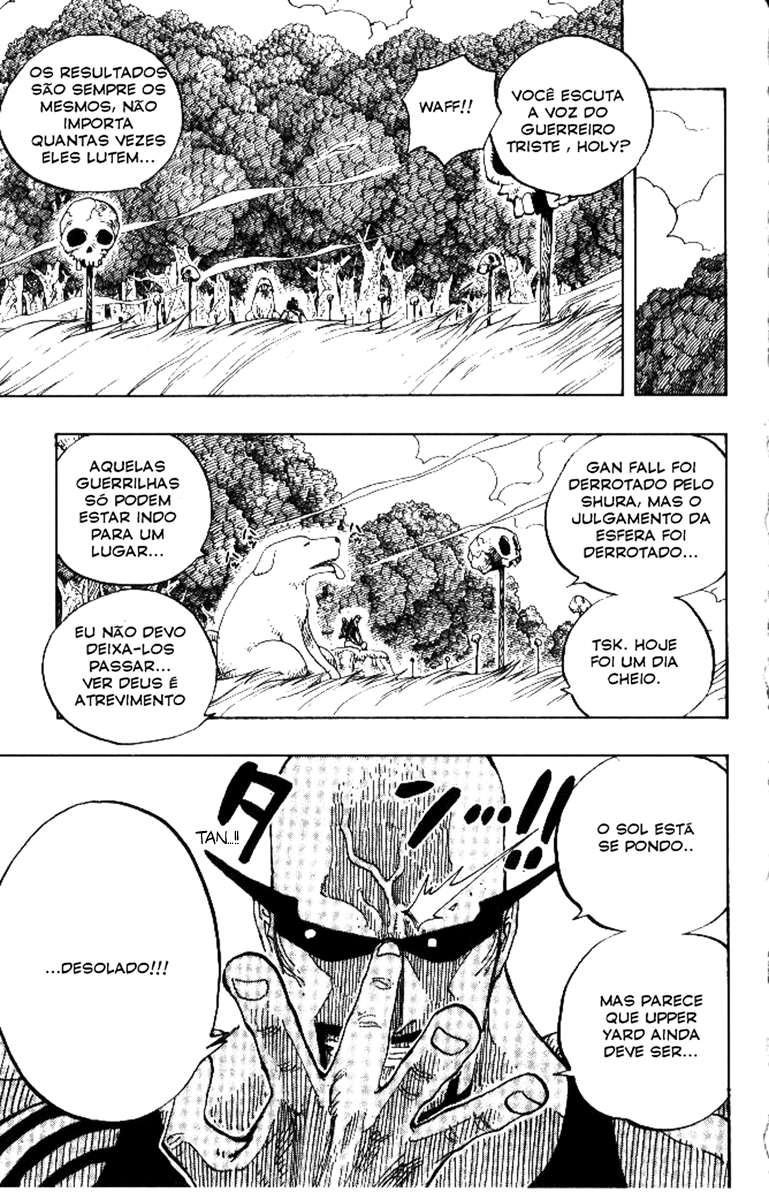 VOCÊ ESCUTA
A VOZ DO
GUERREIRO
TRISTE , HOLY?
WAFF!!
OS RESULTADOS
SÃO SEMPRE OS
MESMOS, NÃO
IMPORTA
QUANTAS VEZES
ELES LUTEM...
GAN FALL FOI
DERROTADO PELO
SHURA, MAS O
JULGAMENTO DA
ESFERA FOI
DERROTADO...
TSK. HOJE
FOI UM DIA
CHEIO.
AQUELAS
GUERRILHAS
SÓ PODEM
ESTAR INDO
PARA UM
LUGAR...
EU NÃO DEVO
DEIXA-LOS
PASSAR...
VER DEUS É
ATREVIMENTO
O SOL ESTÁ
SE PONDO..
MAS PARECE
QUE UPPER
YARD AINDA
DEVE SER...
タン...!!
TAN...!!
...DESOLADO!!!